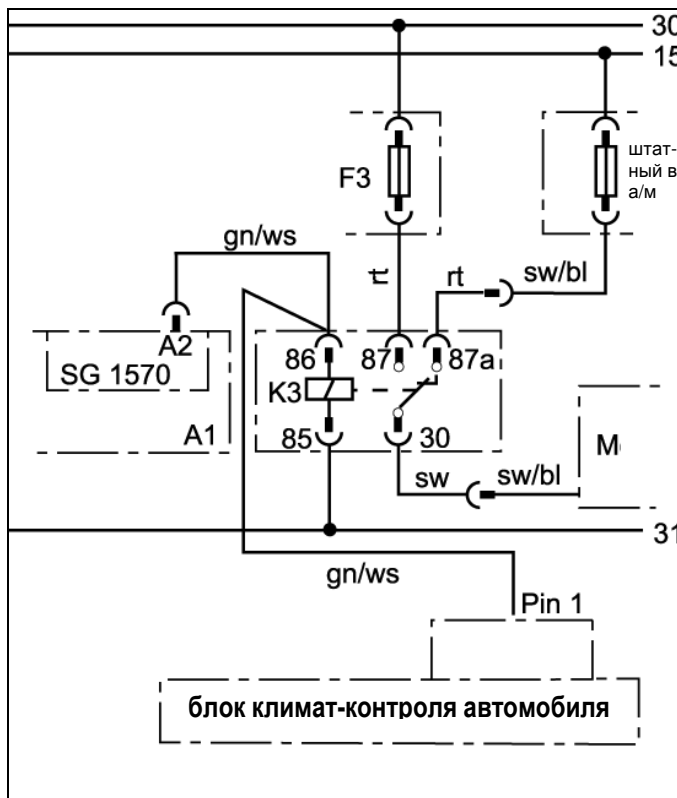 30
15
штат-
ный в
а/м
F3
gn/ws
rt
rt
sw/bl
A2
SG 1570
A1
86
87
87a
K3
85
30
sw
sw/bl
M
31
gn/ws
Pin 1
блок климат-контроля автомобиля